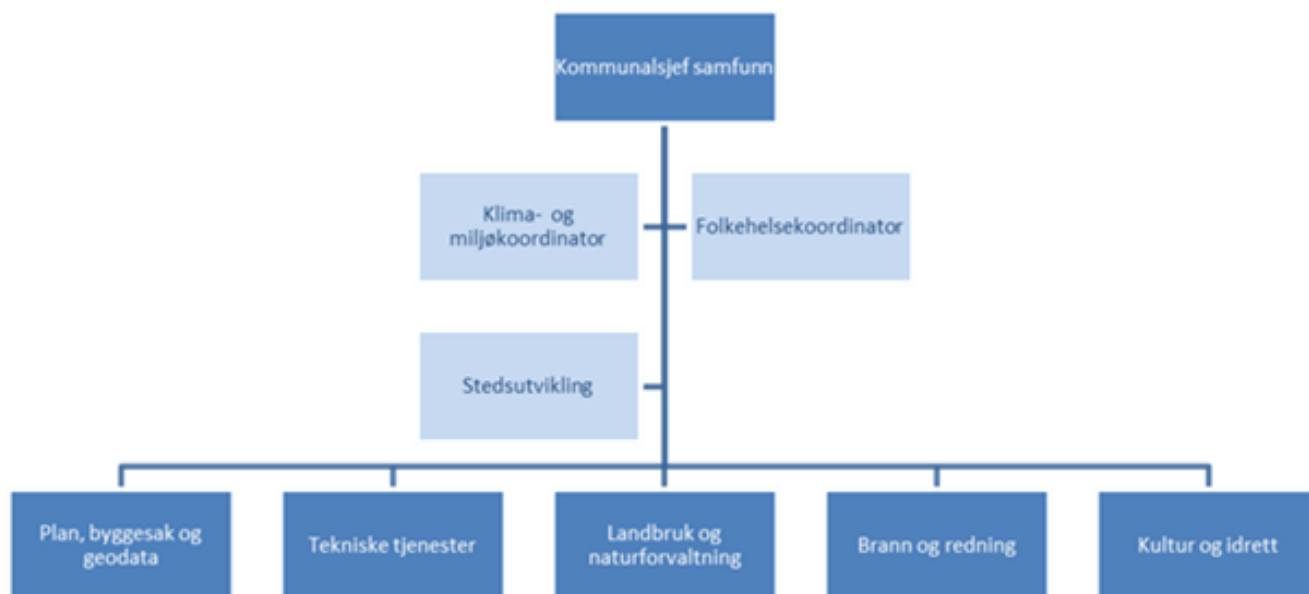 Kommunalsjef samfunn
Klima- og
miljøkoordinator
Folkehelsekoordinator
Stedsutvikling
Plan, byggesak og
geodata
Tekniske tjenester
Landbruk og
naturforvaltning
Brann og redning
Kultur og idrett